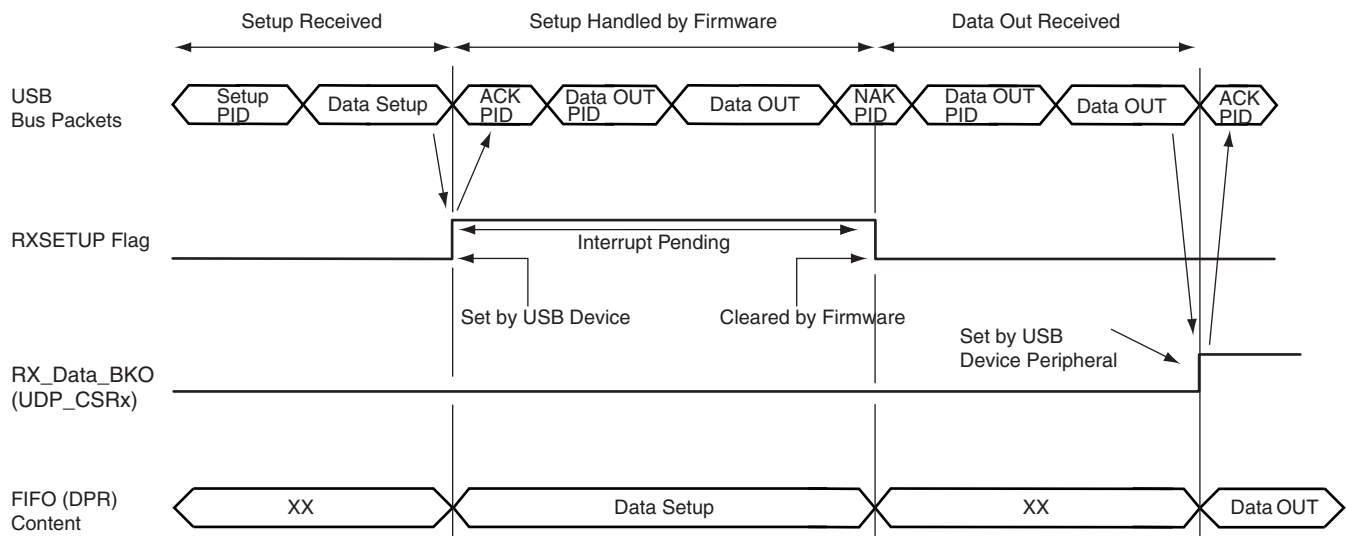 Setup Received
Setup Handled by Firmware
Data Out Received
USB
Bus Packets
Setup
PID
Data Setup
ACK
PID
Data OUT
PID
Data OUT
NAK
PID
Data OUT
PID
Data OUT
ACK
PID
RXSETUP Flag
Interrupt Pending
Set by USB Device
Cleared by Firmware
Set by USB
Device Peripheral
RX_Data_BKO
(UDP_CSRx)
FIFO (DPR)
Content
XX
Data Setup
XX
Data OUT